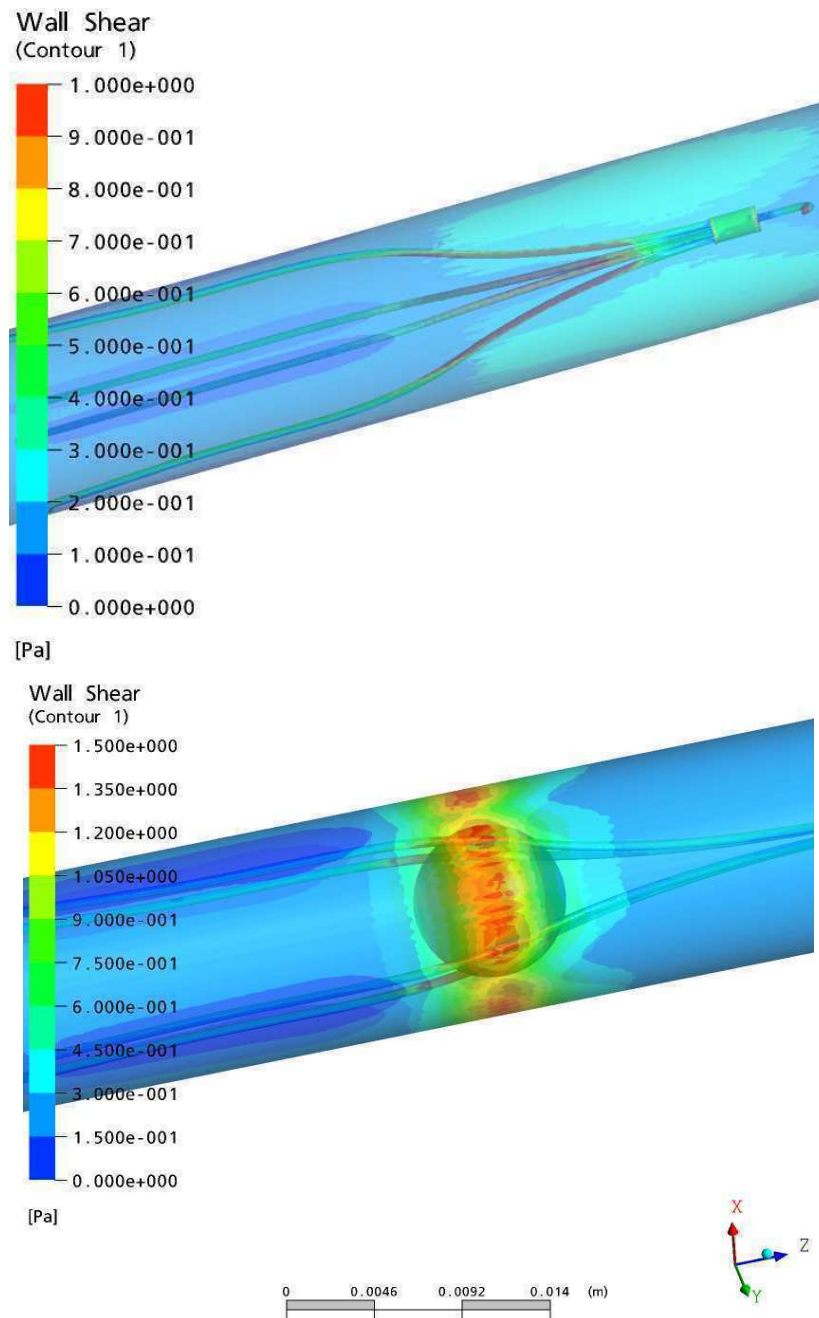 Wall Shear
(Contour 1)
1.000e+000
9.000e-001
8.000e-001
7.000e-001
6.000e-001
5.000e-001
4.000e-001
3.000e-001
2.000e-001
1.000e-001
0.000e+000
[Pa]
Wall Shear
(Contour 1)
1.500e+000
1.350e+000
1.200e+000
1.050e+000
9.000e-001
7.500e-001
6.000e-001
4.500e-001
3.000e-001
1.500e-001
0.000e+000
[Pa]
X
Z
Y
0 0.0046 0.0092 0.014 (m)